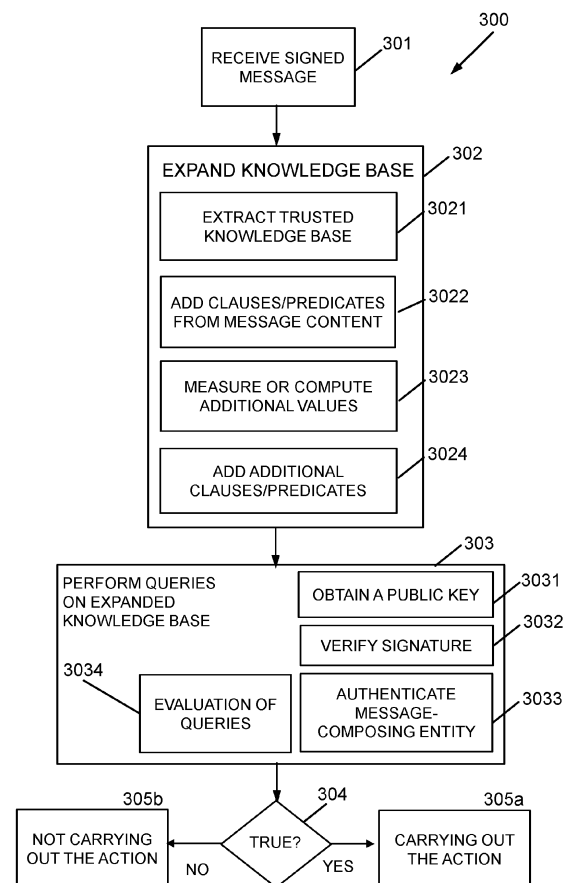 300
RECEIVE SIGNED
MESSAGE
301
EXPAND KNOWLEDGE BASE
302
EXTRACT TRUSTED
KNOWLEDGE BASE
3021
ADD CLAUSES/PREDICATES
FROM MESSAGE CONTENT
3022
MEASURE OR COMPUTE
ADDITIONAL VALUES
3023
ADD ADDITIONAL
CLAUSES/PREDICATES
3024
303
PERFORM QUERIES
ON EXPANDED
KNOWLEDGE BASE
OBTAIN A PUBLIC KEY
3031
VERIFY SIGNATURE
3032
AUTHENTICATE
MESSAGE-
COMPOSING ENTITY
3033
3034
EVALUATION OF
QUERIES
304
TRUE?
NO
YES
305b
NOT CARRYING
OUT THE ACTION
305a
CARRYING OUT
THE ACTION